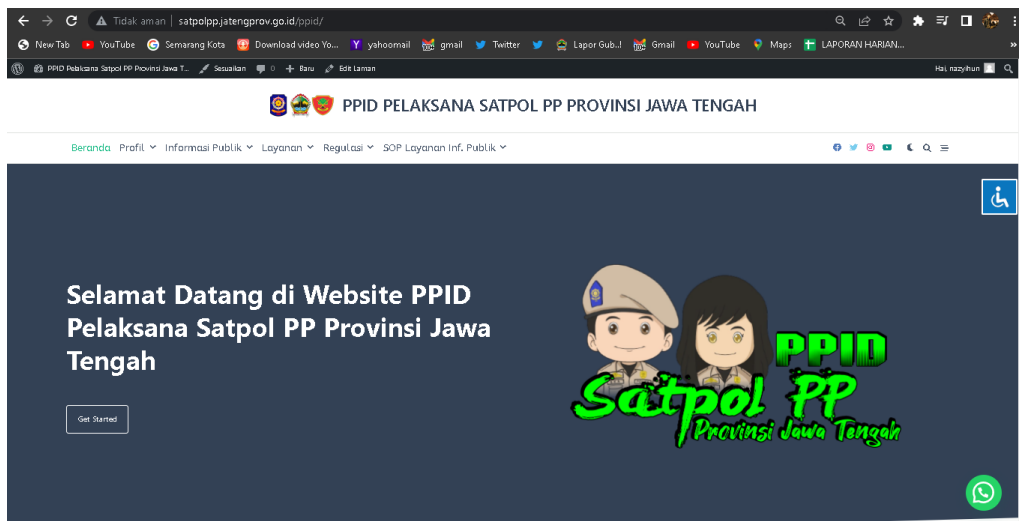 Tidak aman | satpolpp.jatengprov.go.id/ppid/
New Tab YouTube Semarang Kota Download video Yo... yahoomail gmail Twitter Lapor Gub..! Gmail YouTube Maps LAPORAN HARIAN... »
PPID Pelaksana Satpol PP Provinsi Jawa T... Sesuaikan 0 + Baru Edit Laman Hai, nazyihun
PPID PELAKSANA SATPOL PP PROVINSI JAWA TENGAH
Beranda Profil Informasi Publik Layanan Regulasi SOP Layanan Inf. Publik
Selamat Datang di Website PPID
Pelaksana Satpol PP Provinsi Jawa
Tengah
Get Started
PPID
Satpol PP
Provinsi Jawa Tengah